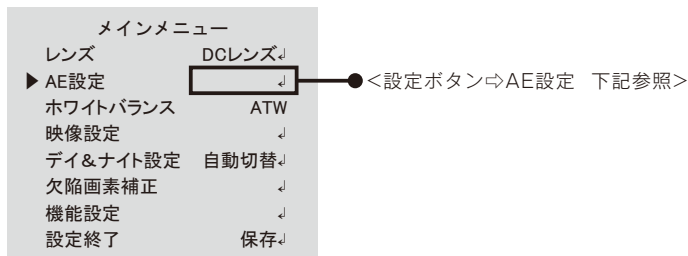 メインメニュー
レンズ DCレンズ↲
▶ AE設定 ↲ ●<設定ボタン⇨AE設定 下記参照>
ホワイトバランス ATW
映像設定 ↲
デイ&ナイト設定 自動切替↲
欠陥画素補正 ↲
機能設定 ↲
設定終了 保存↲